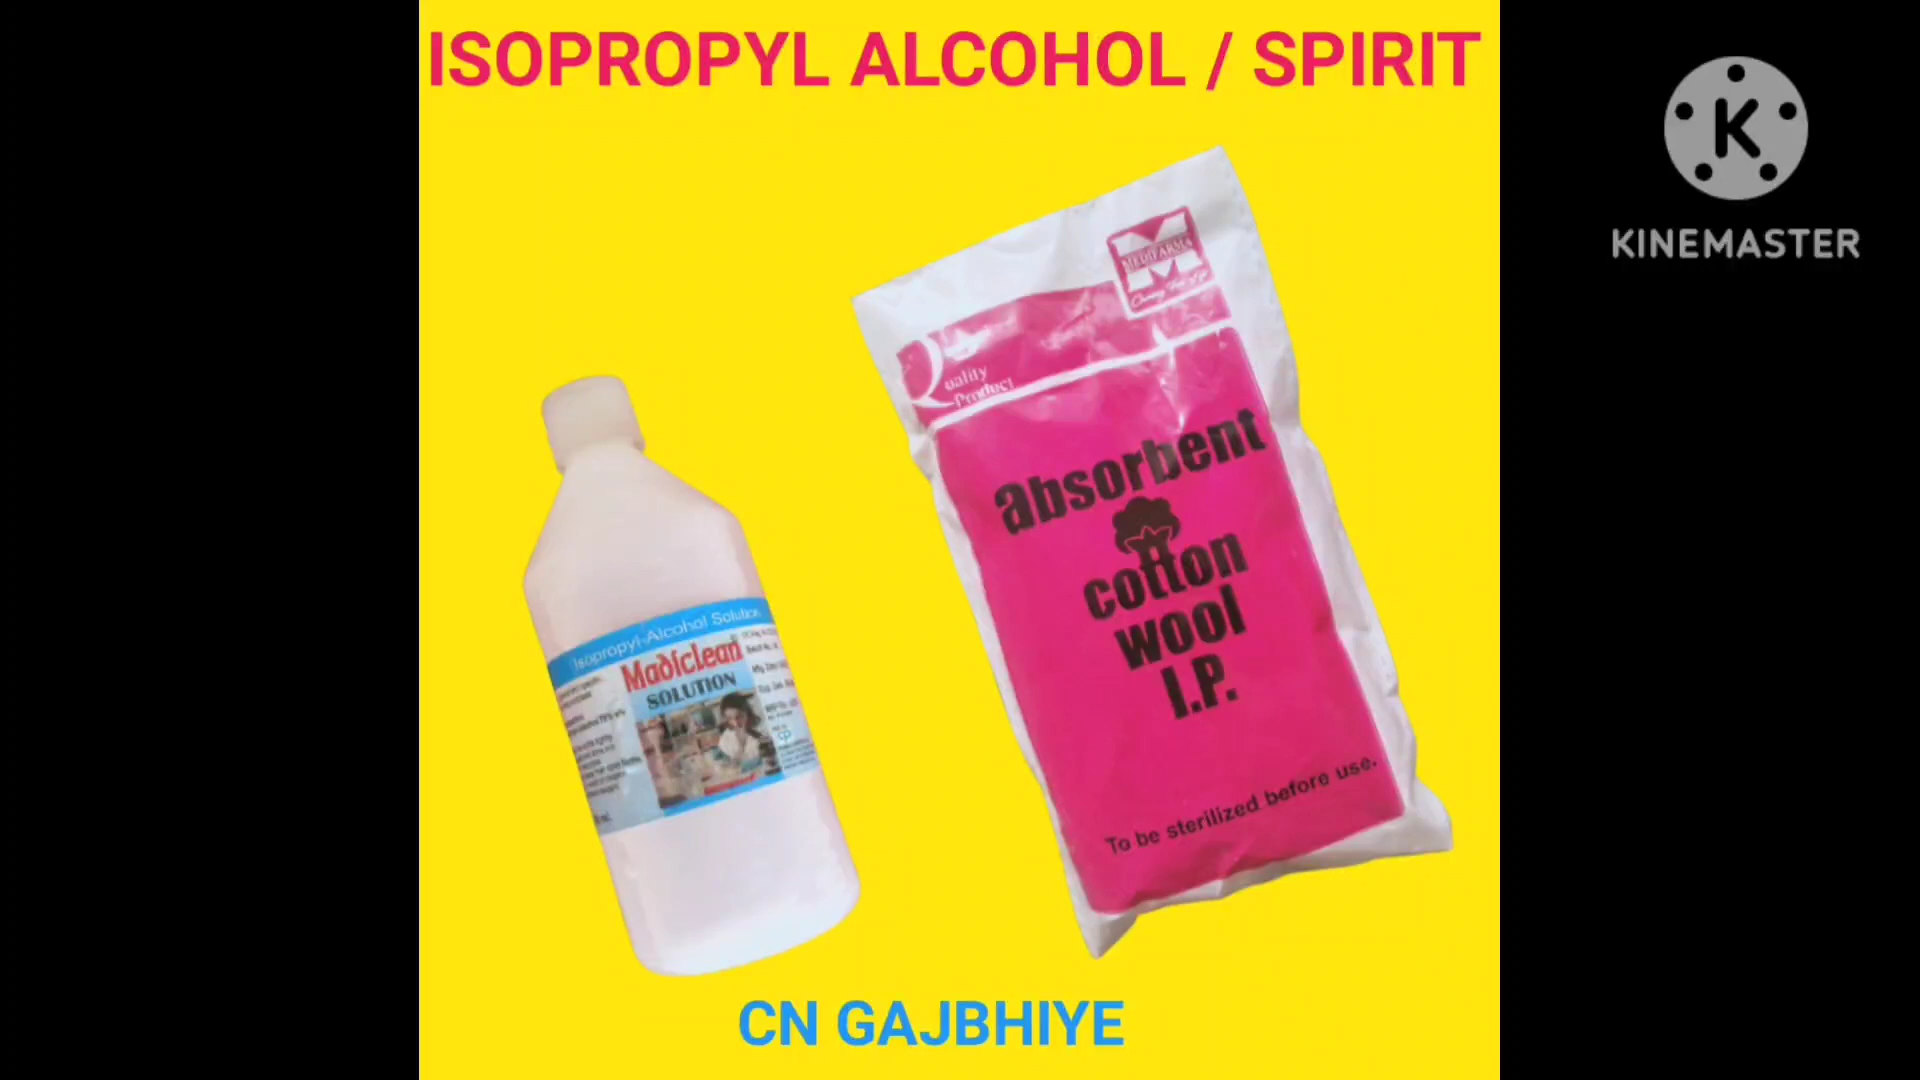 ISOPROPYL ALCOHOL / SPIRIT
K
KINEMASTER
M
MEDIFARMA
Quality
Product
absorbent
cotton
wool
I.P.
To be sterilized before use.
Isopropyl-Alcohol Solution
Madiclean
SOLUTION
CN GAJBHIYE